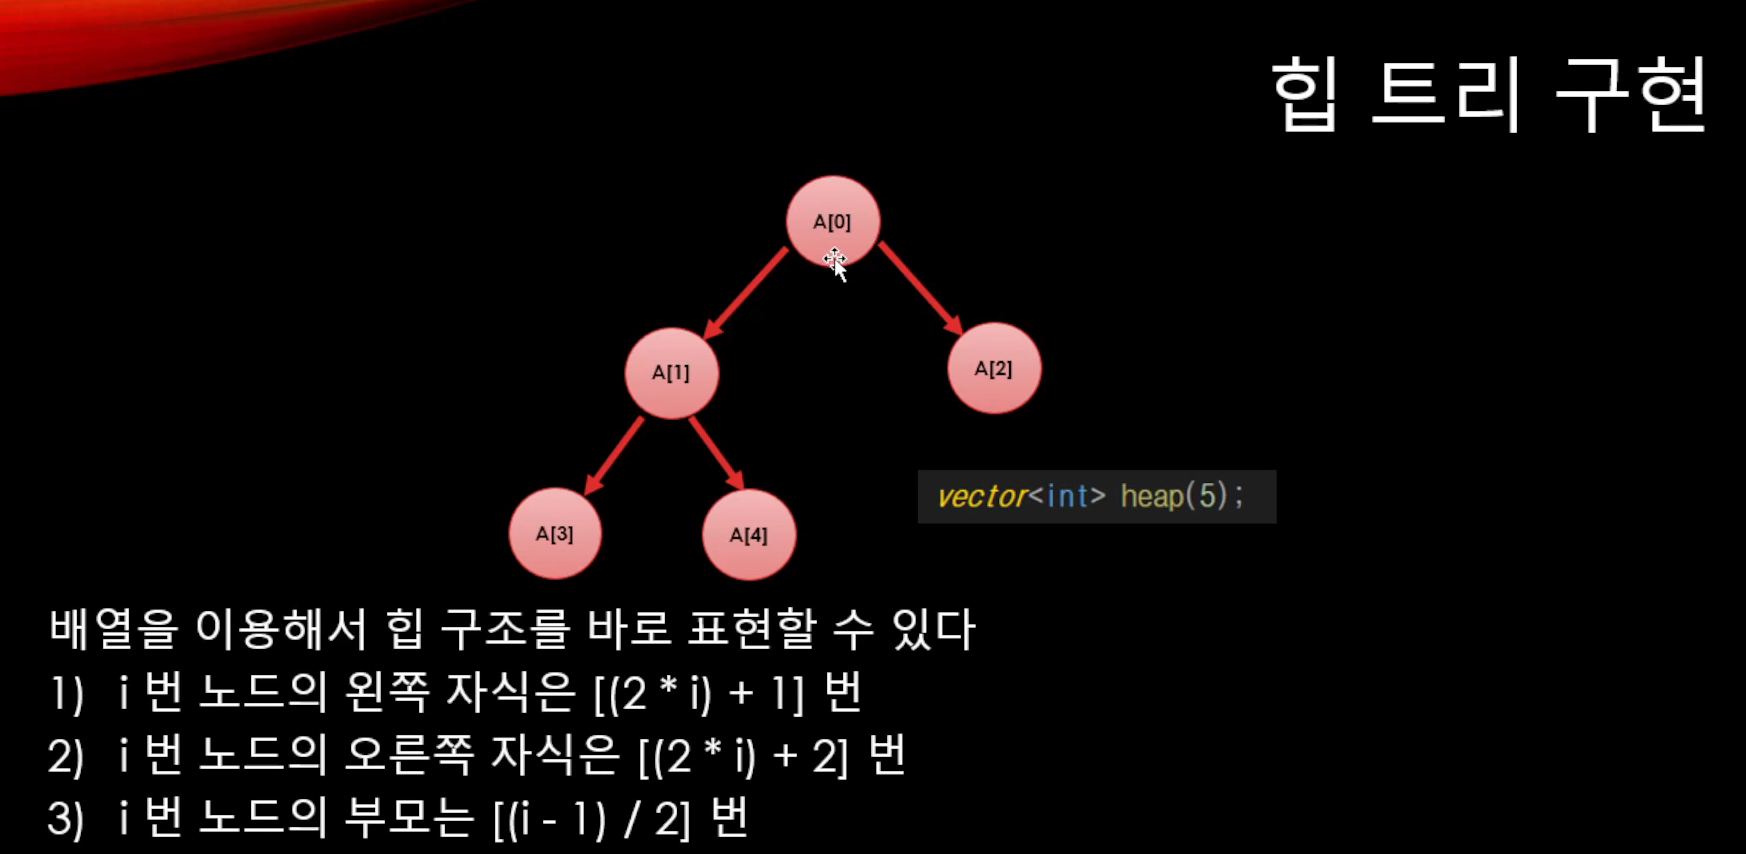 힙 트리 구현
A[0]
A[1]
A[2]
A[3]
A[4]
vector<int> heap(5);
배열을 이용해서 힙 구조를 바로 표현할 수 있다
1) i 번 노드의 왼쪽 자식은 [(2 * i) + 1] 번
2) i 번 노드의 오른쪽 자식은 [(2 * i) + 2] 번
3) i 번 노드의 부모는 [(i - 1) / 2] 번